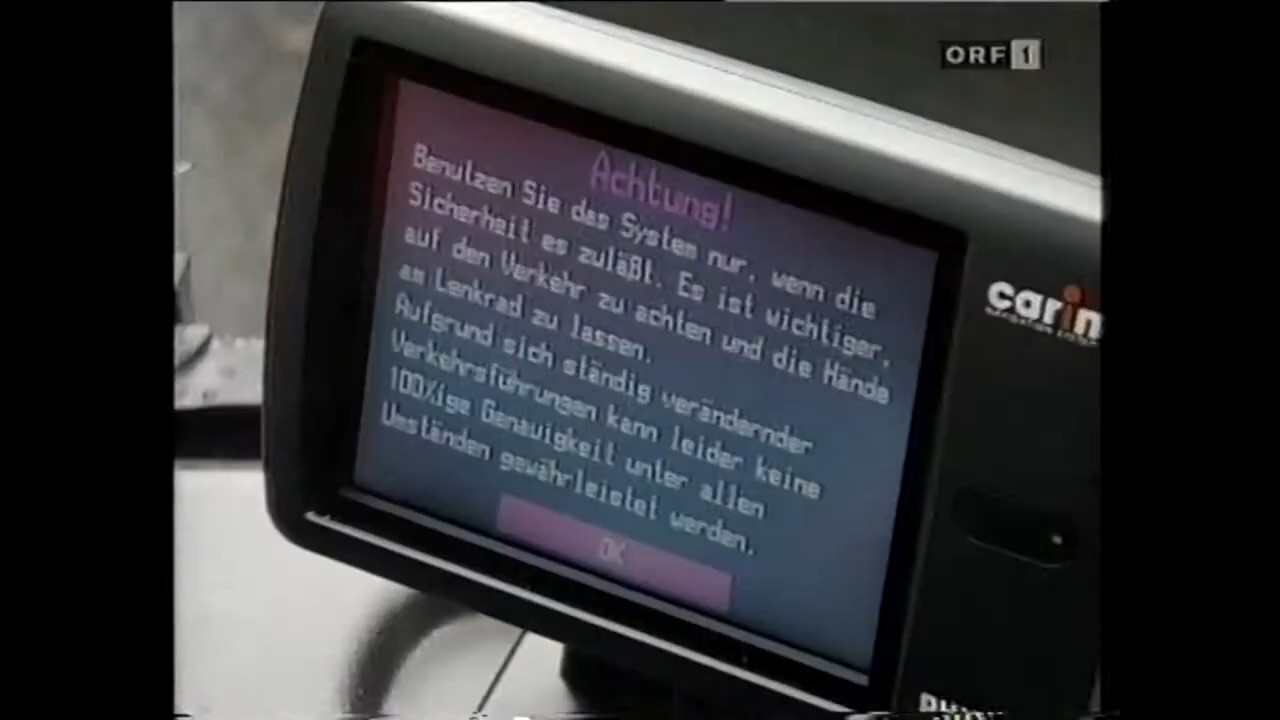 ORF 1
Achtung!
Benutzen Sie das System nur, wenn die
Sicherheit es zuläßt. Es ist wichtiger,
auf den Verkehr zu achten und die Hände
am Lenkrad zu lassen.
Aufgrund sich ständig verändernder
Verkehrsführungen kann leider keine
100%ige Genauigkeit unter allen
Umständen gewährleistet werden.
OK
carin